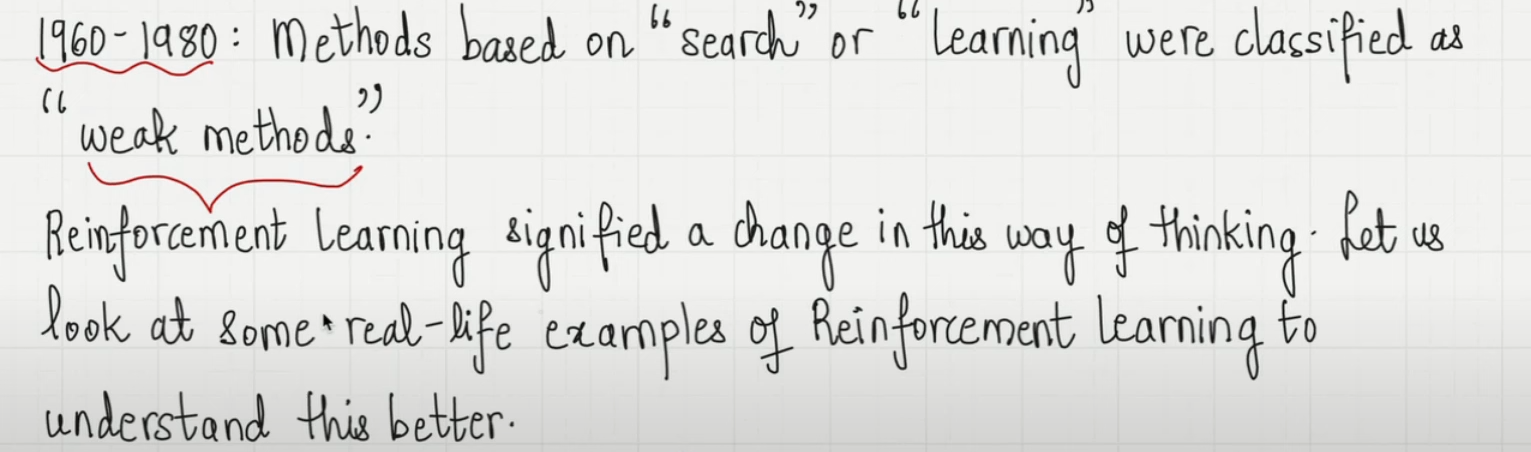 1960-1980: Methods based on "search" or "Learning" were classified as
"weak methods."
Reinforcement Learning signified a change in this way of thinking. Let us
look at some real-life examples of Reinforcement Learning to
understand this better.